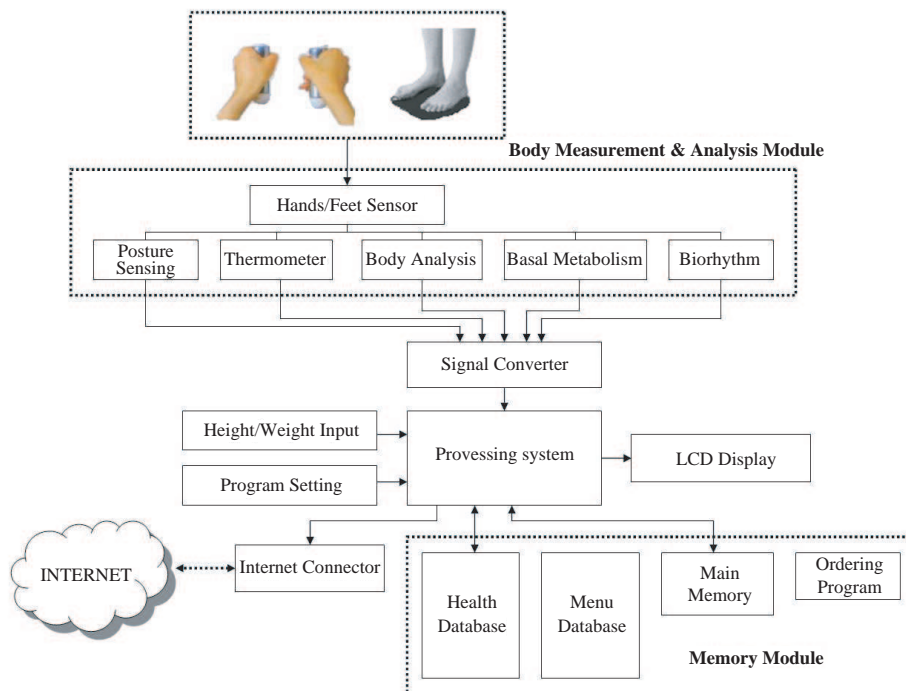 Body Measurement & Analysis Module
Hands/Feet Sensor
Posture
Sensing
Thermometer
Body Analysis
Basal Metabolism
Biorhythm
Signal Converter
Height/Weight Input
Provessing system
LCD Display
Program Setting
INTERNET
Internet Connector
Health
Database
Menu
Database
Main
Memory
Ordering
Program
Memory Module